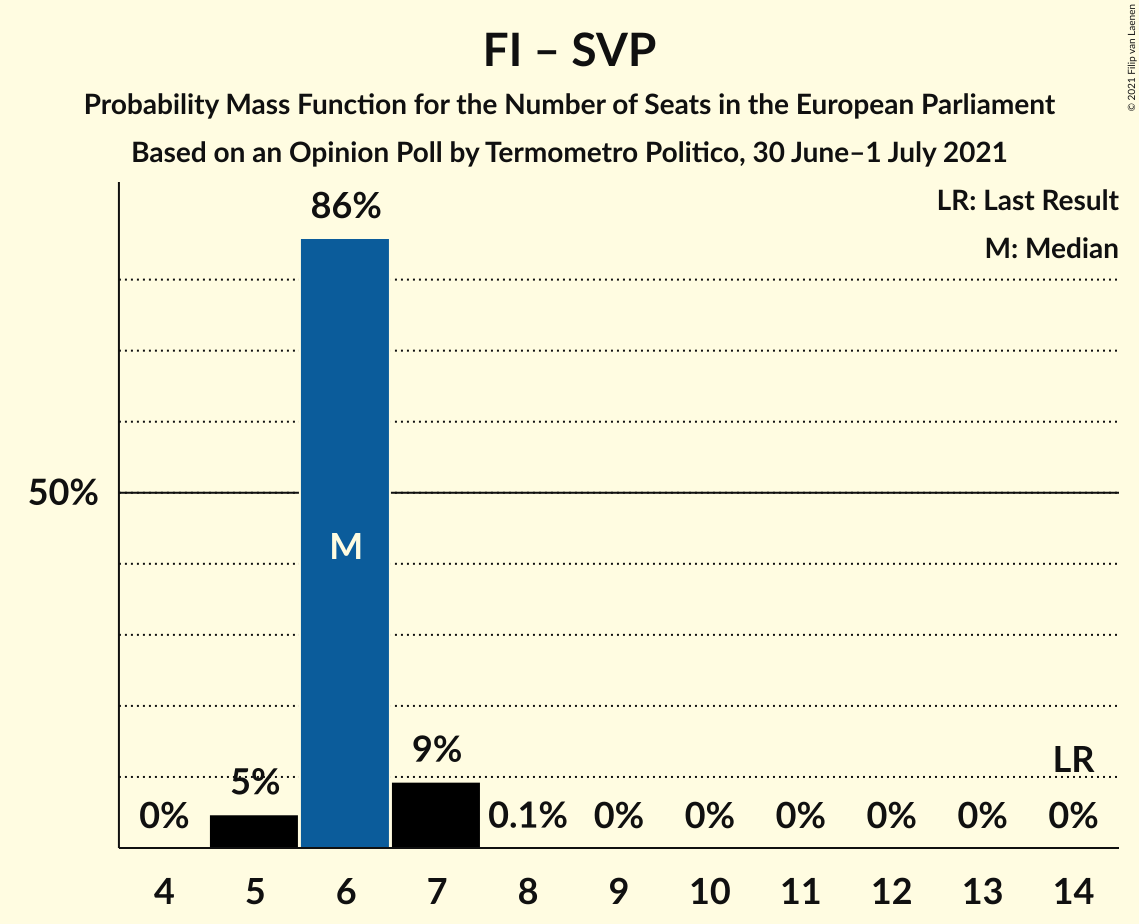 FI – SVP
Probability Mass Function for the Number of Seats in the European Parliament
Based on an Opinion Poll by Termometro Politico, 30 June–1 July 2021
© 2021 Filip van Laenen
LR: Last Result
M: Median
86%
50%
M
9%
LR
5%
0%
0.1%
0%
0%
0%
0%
0%
0%
4
5
6
7
8
9
10
11
12
13
14